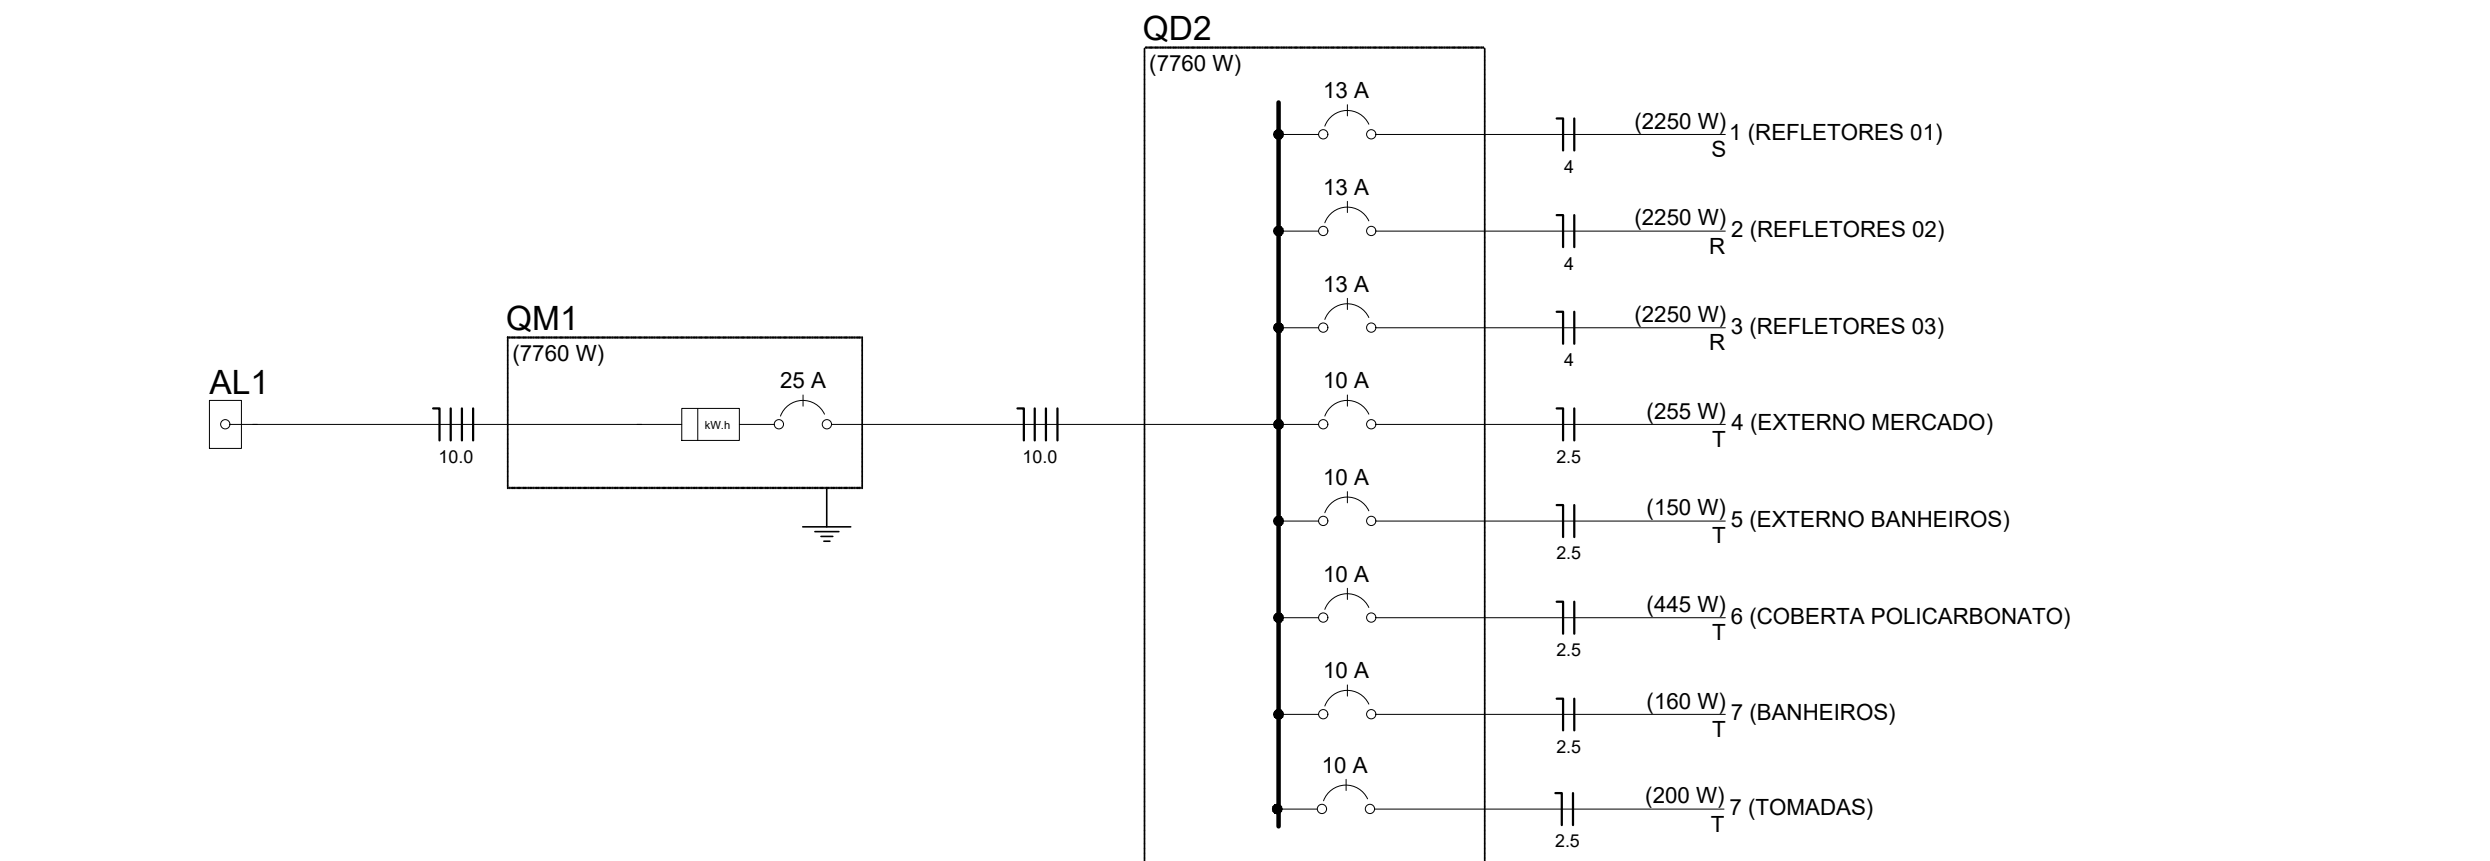 QD2
(7760 W)
13 A
(2250 W) 1 (REFLETORES 01)
S
4
13 A
(2250 W) 2 (REFLETORES 02)
R
4
13 A
(2250 W) 3 (REFLETORES 03)
R
4
QM1
(7760 W)
AL1
25 A
kW.h
10.0
10.0
10 A
(255 W) 4 (EXTERNO MERCADO)
T
2.5
10 A
(150 W) 5 (EXTERNO BANHEIROS)
T
2.5
10 A
(445 W) 6 (COBERTA POLICARBONATO)
T
2.5
10 A
(160 W) 7 (BANHEIROS)
T
2.5
10 A
(200 W) 7 (TOMADAS)
T
2.5